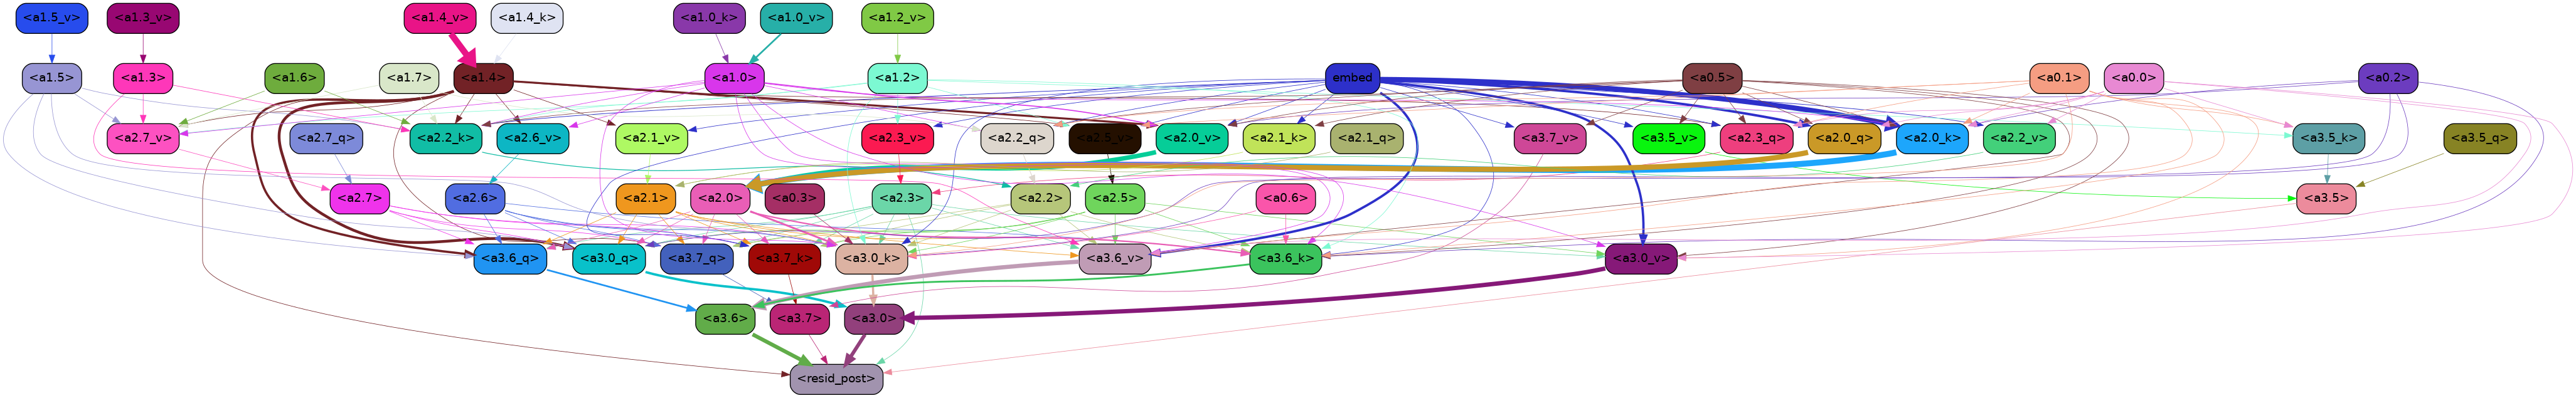 <a1.5_v> <a1.3_v> <a1.4_v> <a1.4_k> <a1.0_k> <a1.0_v> <a1.2_v>
<a1.5> <a1.3> <a1.6> <a1.7> <a1.4> <a1.0> <a1.2> embed <a0.5> <a0.1> <a0.0> <a0.2>
<a2.7_v> <a2.7_q> <a2.2_k> <a2.6_v> <a2.1_v> <a2.3_v> <a2.2_q> <a2.5_v> <a2.0_v> <a2.1_k> <a2.1_q> <a3.7_v> <a3.5_v> <a2.3_q> <a2.0_q> <a2.0_k> <a2.2_v> <a3.5_k> <a3.5_q>
<a2.7> <a2.6> <a2.1> <a2.0> <a0.3> <a2.3> <a2.2> <a2.5> <a0.6> <a3.5>
<a3.6_q> <a3.0_q> <a3.7_q> <a3.7_k> <a3.0_k> <a3.6_v> <a3.6_k> <a3.0_v>
<a3.6> <a3.7> <a3.0>
<resid_post>